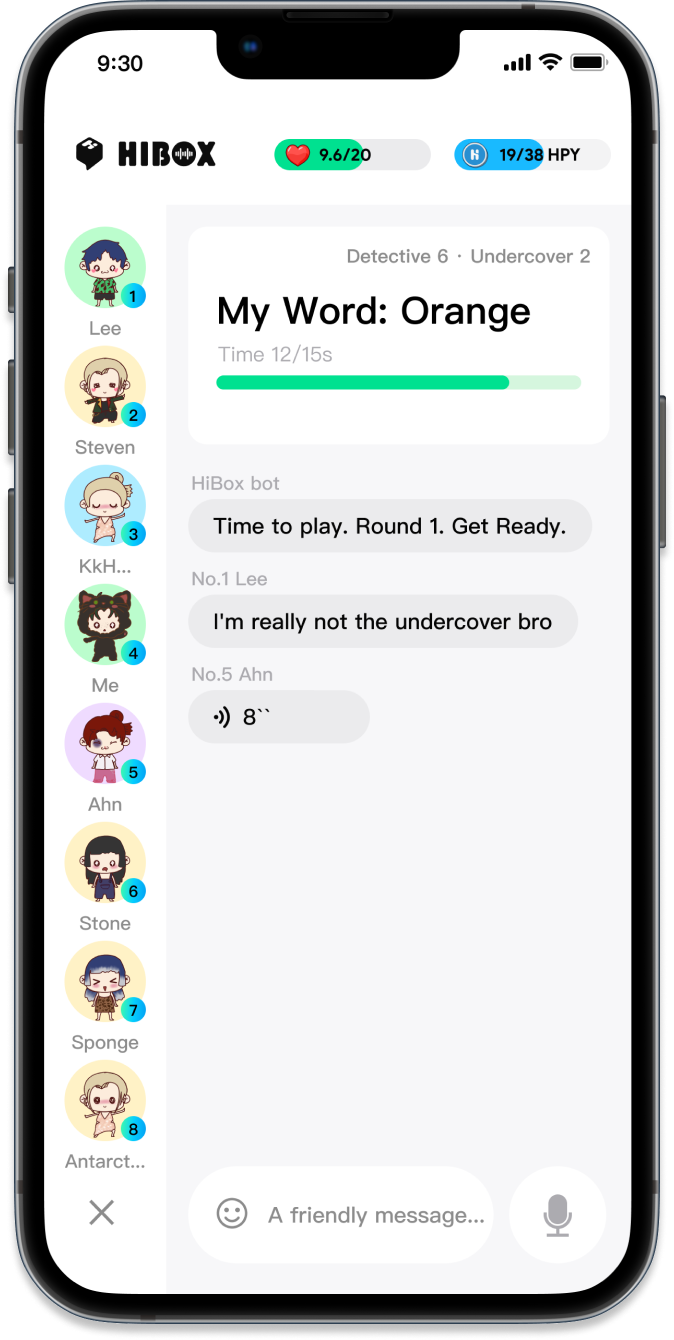 9:30
HIBOX
9.6/20
19/38 HPY
Detective 6 · Undercover 2
My Word: Orange
Time 12/15s
HiBox bot
Time to play. Round 1. Get Ready.
No.1 Lee
I'm really not the undercover bro
No.5 Ahn
8``
1
Lee
2
Steven
3
KkH...
4
Me
5
Ahn
6
Stone
7
Sponge
8
Antarct...
A friendly message...